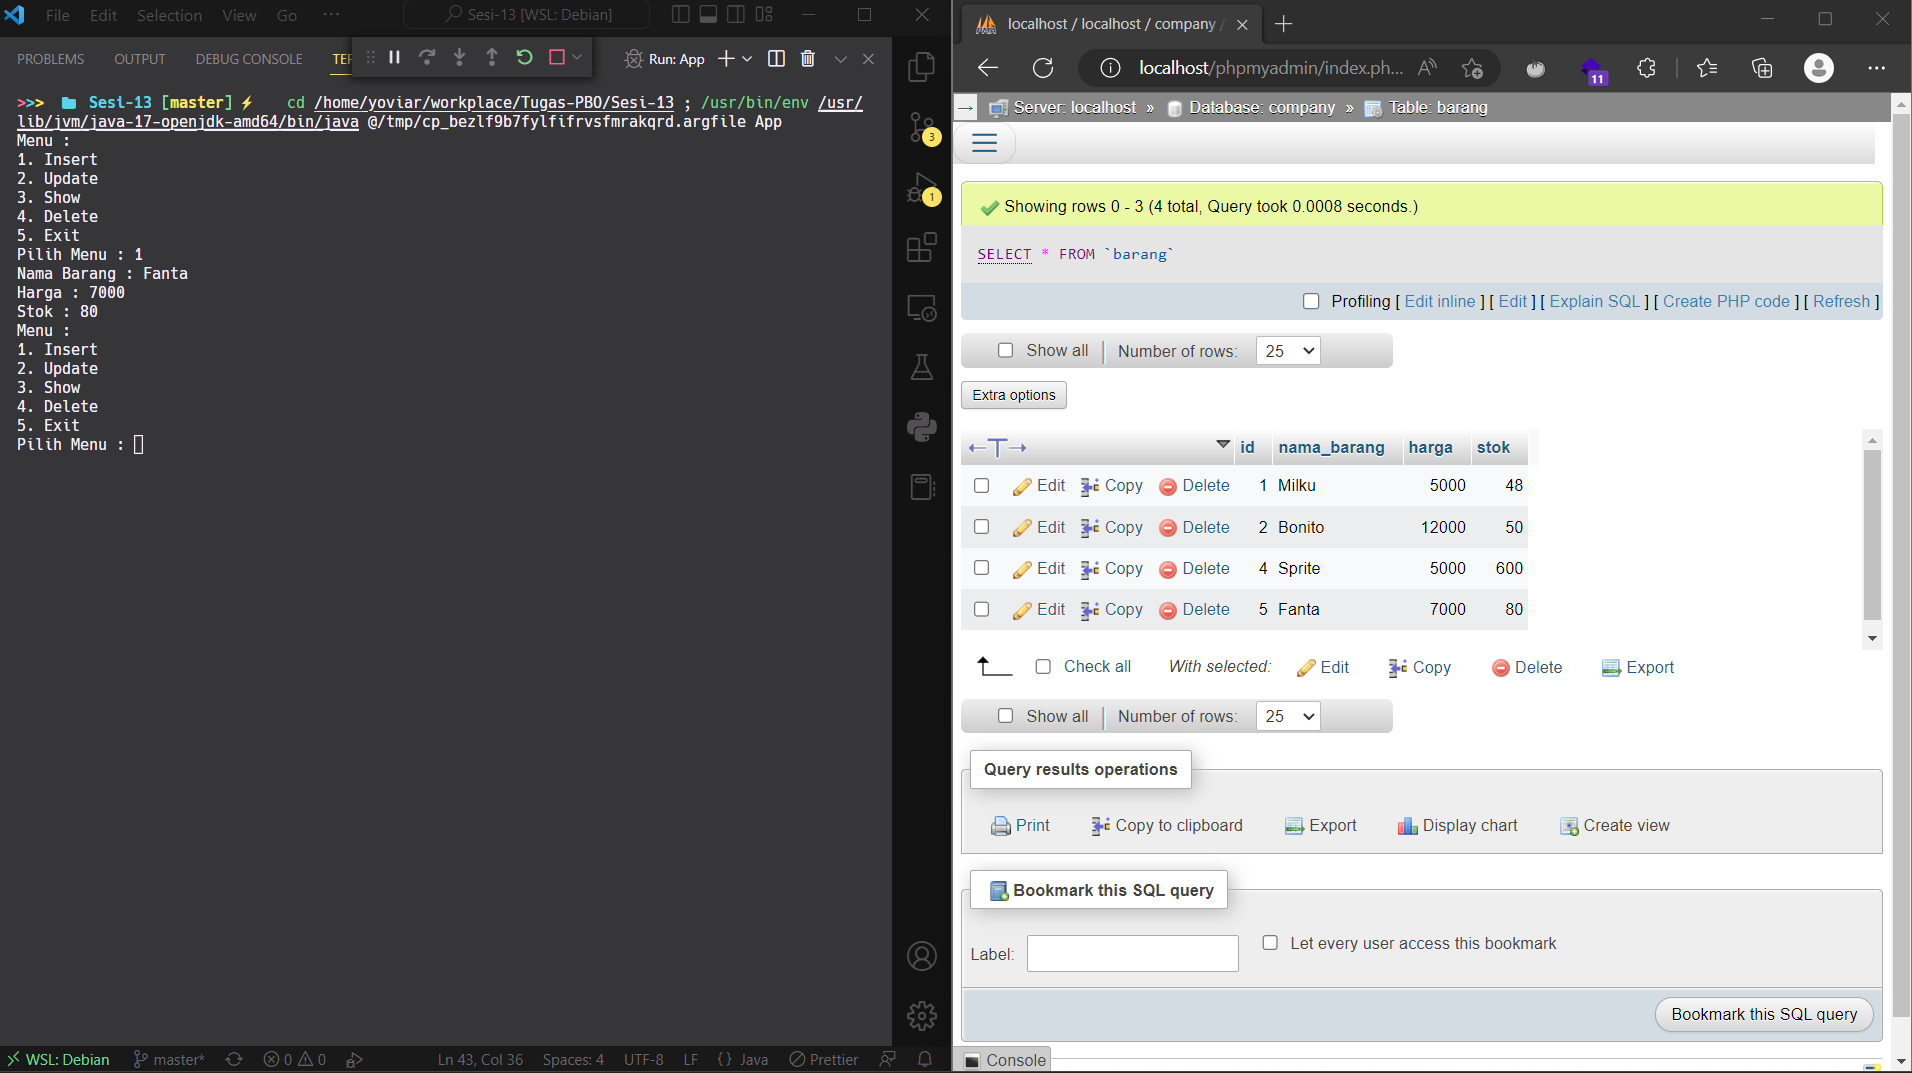 File Edit Selection View Go ··· Sesi-13 [WSL: Debian]
PROBLEMS OUTPUT DEBUG CONSOLE TER Run: App
>>> Sesi-13 [master] cd /home/yoviar/workplace/Tugas-PBO/Sesi-13 ; /usr/bin/env /usr/
lib/jvm/java-17-openjdk-amd64/bin/java @/tmp/cp_bezlf9b7fylfifrvsfmrakqrd.argfile App
Menu :
1. Insert
2. Update
3. Show
4. Delete
5. Exit
Pilih Menu : 1
Nama Barang : Fanta
Harga : 7000
Stok : 80
Menu :
1. Insert
2. Update
3. Show
4. Delete
5. Exit
Pilih Menu :
3
1
WSL: Debian master* 0 0 Ln 43, Col 36 Spaces: 4 UTF-8 LF {} Java Prettier
localhost / localhost / company /
localhost/phpmyadmin/index.ph... 11
Server: localhost » Database: company » Table: barang
Showing rows 0 - 3 (4 total, Query took 0.0008 seconds.)
SELECT * FROM `barang`
Profiling [ Edit inline ] [ Edit ] [ Explain SQL ] [ Create PHP code ] [ Refresh ]
Show all Number of rows: 25
Extra options
←T→ id nama_barang harga stok
Edit Copy Delete 1 Milku 5000 48
Edit Copy Delete 2 Bonito 12000 50
Edit Copy Delete 4 Sprite 5000 600
Edit Copy Delete 5 Fanta 7000 80
Check all With selected: Edit Copy Delete Export
Show all Number of rows: 25
Query results operations
Print Copy to clipboard Export Display chart Create view
Bookmark this SQL query
Label: Let every user access this bookmark
Bookmark this SQL query
Console